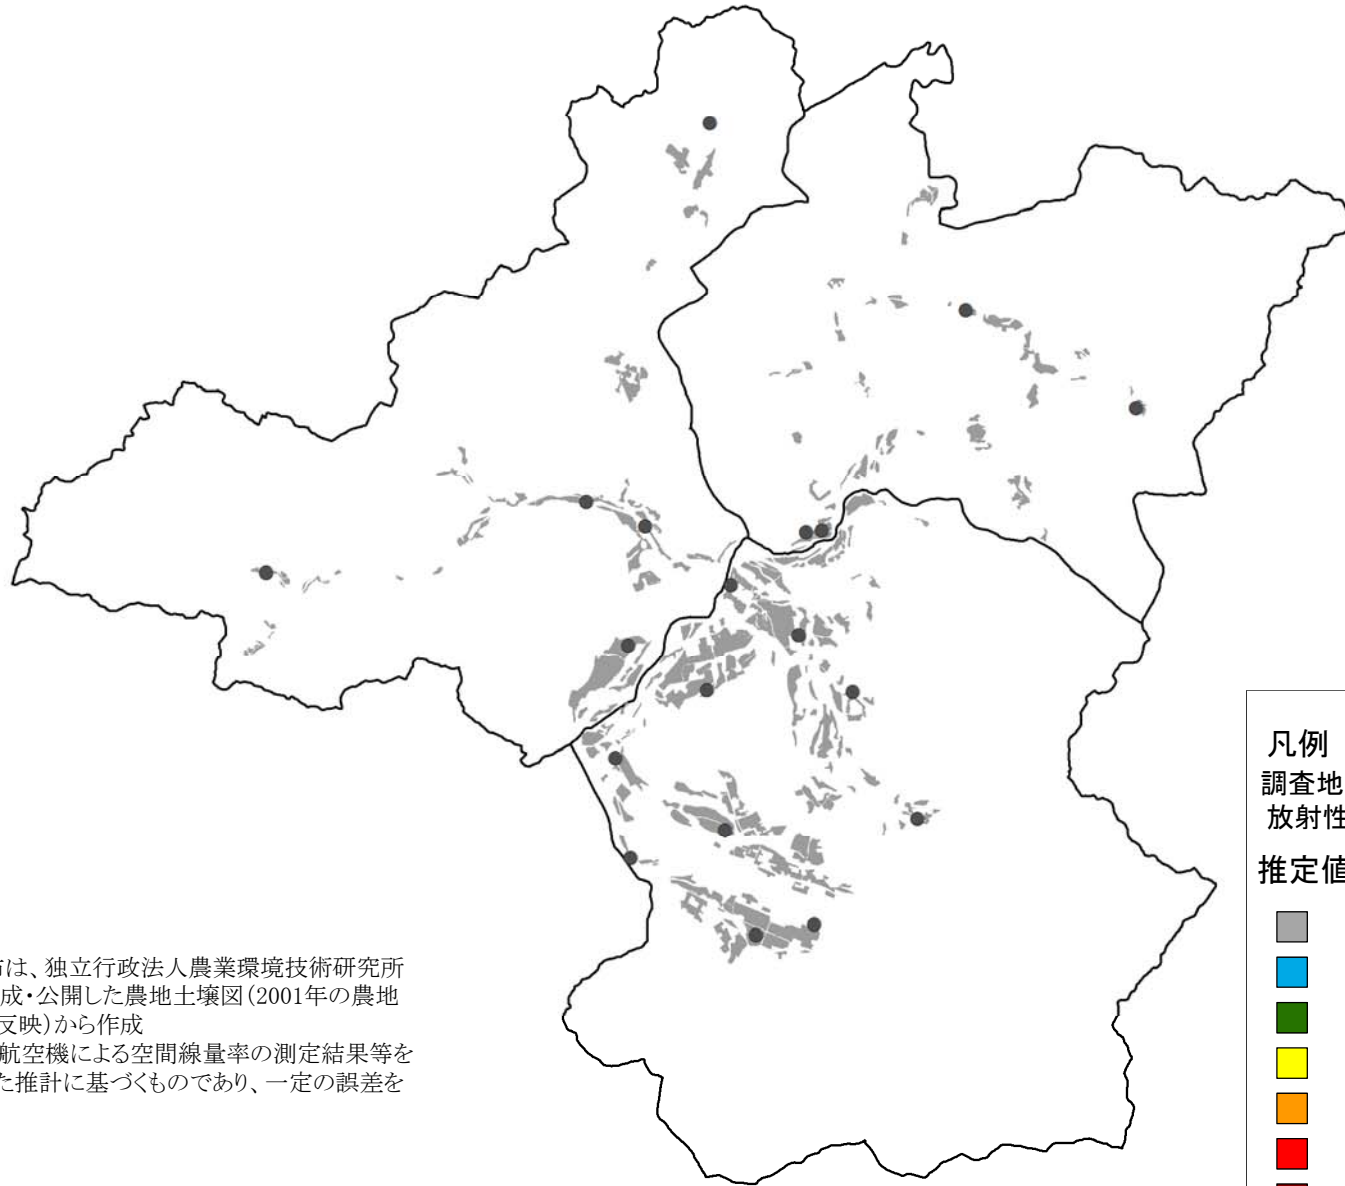 は、独立行政法人農業環境技術研究所
成・公開した農地土壌図(2001年の農地
反映)から作成
航空機による空間線量率の測定結果等を
た推計に基づくものであり、一定の誤差を
凡例
調査地
放射性
推定値